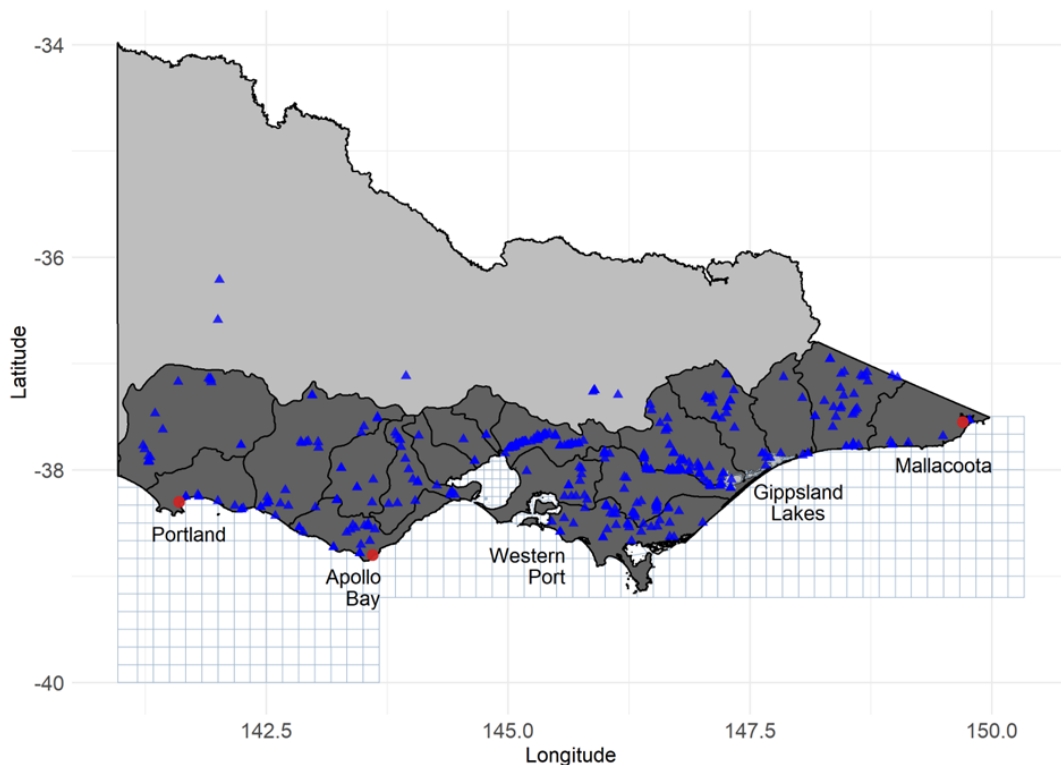 -34
-36
-38
-40
Latitude
Portland
Apollo
Bay
Western
Port
Gippsland
Lakes
Mallacoota
142.5
145.0
147.5
150.0
Longitude